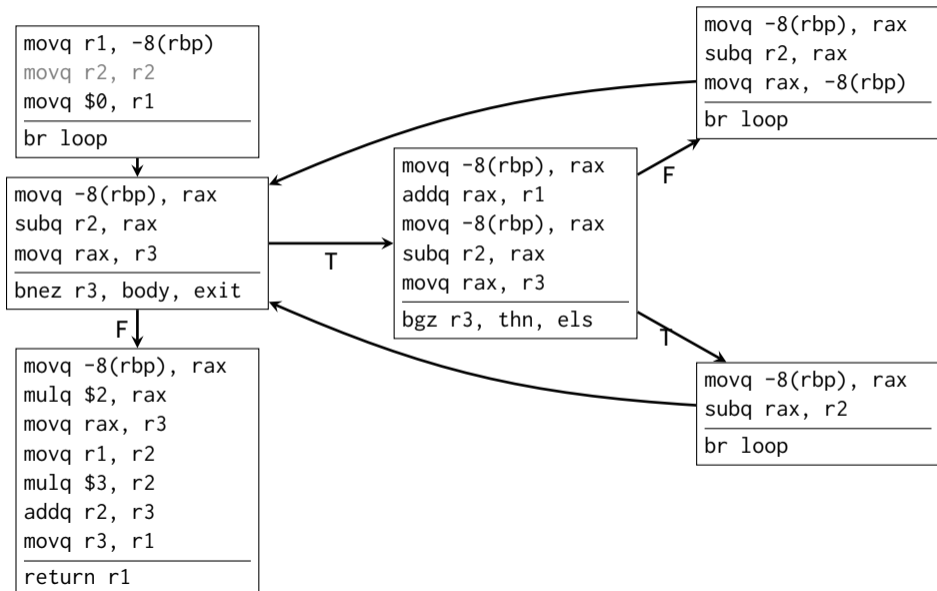 movq r1, -8(rbp)
movq r2, r2
movq $0, r1
br loop
movq -8(rbp), rax
subq r2, rax
movq rax, r3
bnez r3, body, exit
F
movq -8(rbp), rax
mulq $2, rax
movq rax, r3
movq r1, r2
mulq $3, r2
addq r2, r3
movq r3, r1
return r1
T
movq -8(rbp), rax
addq rax, r1
movq -8(rbp), rax
subq r2, rax
movq rax, r3
bgz r3, thn, els
F
T
movq -8(rbp), rax
subq r2, rax
movq rax, -8(rbp)
br loop
movq -8(rbp), rax
subq rax, r2
br loop